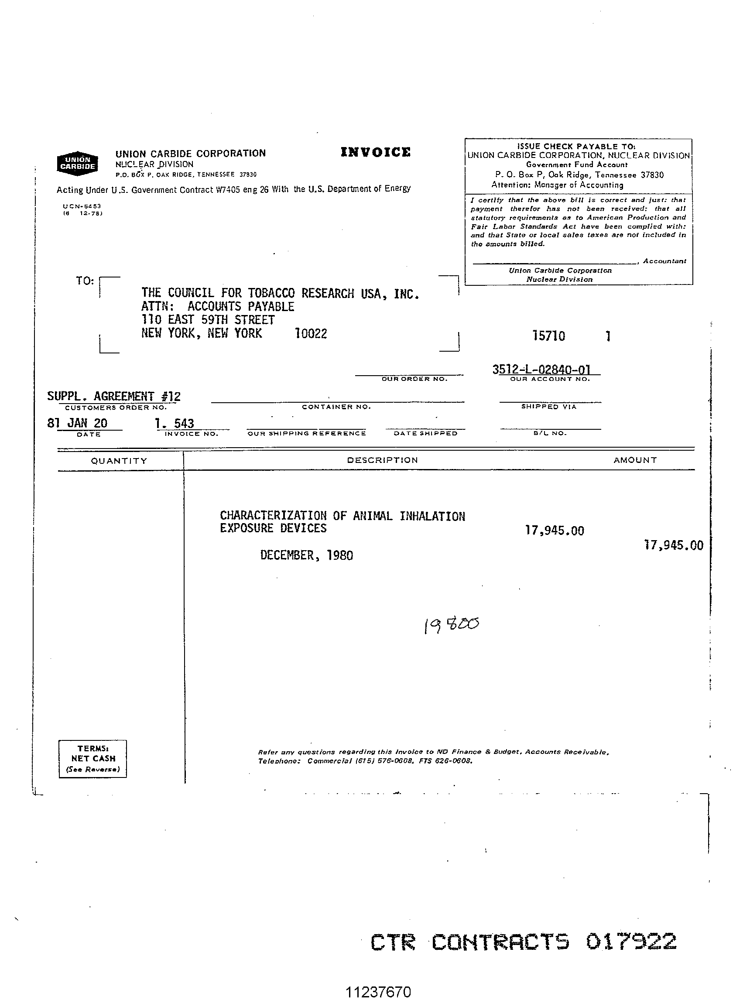 UNION
CARBIDE
UNION CARBIDE CORPORATION
NUCLEAR DIVISION
P.O. BOX P, OAK RIDGE, TENNESSEE 37830
INVOICE
Acting Under U.S. Government Contract W7405 eng 26 With the U.S. Department of Energy
UCN-5453
(6 12-78)
ISSUE CHECK PAYABLE TO:
UNION CARBIDE CORPORATION, NUCLEAR DIVISION
Government Fund Account
P. O. Box P, Oak Ridge, Tennessee 37830
Attention: Manager of Accounting
I certify that the above bill is correct and just: that
payment therefor has not been received: that all
statutory requirements as to American Production and
Fair Labor Standards Act have been complied with:
and that State or local sales taxes are not included in
the amounts billed.
, Accountant
Union Carbide Corporation
Nuclear Division
TO:
THE COUNCIL FOR TOBACCO RESEARCH USA, INC.
ATTN: ACCOUNTS PAYABLE
110 EAST 59TH STREET
NEW YORK, NEW YORK 10022
15710 1
3512-L-02840-01
OUR ORDER NO. OUR ACCOUNT NO.
SUPPL. AGREEMENT #12
CUSTOMERS ORDER NO. CONTAINER NO. SHIPPED VIA
81 JAN 20 1. 543
DATE INVOICE NO. OUR SHIPPING REFERENCE DATE SHIPPED B/L NO.
QUANTITY DESCRIPTION AMOUNT
CHARACTERIZATION OF ANIMAL INHALATION
EXPOSURE DEVICES 17,945.00
17,945.00
DECEMBER, 1980
19800
TERMS:
NET CASH
(See Reverse)
Refer any questions regarding this invoice to ND Finance & Budget, Accounts Receivable,
Telephone: Commercial (615) 576-0608, FTS 626-0608.
CTR CONTRACTS 017922
11237670